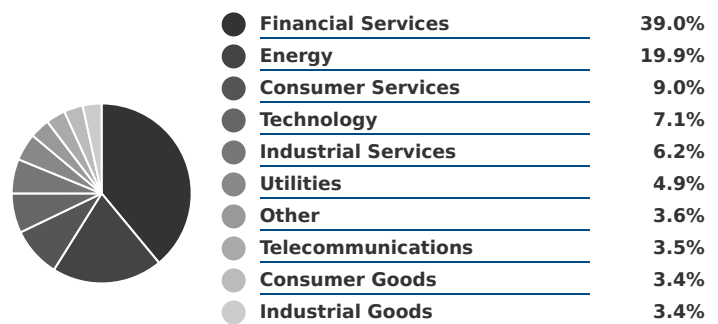 Financial Services 39.0%
Energy 19.9%
Consumer Services 9.0%
Technology 7.1%
Industrial Services 6.2%
Utilities 4.9%
Other 3.6%
Telecommunications 3.5%
Consumer Goods 3.4%
Industrial Goods 3.4%